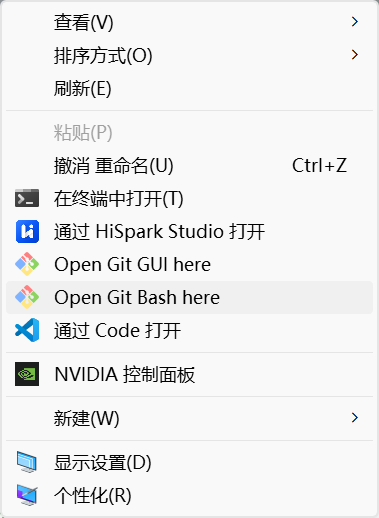 查看(V)
排序方式(O)
刷新(E)
粘贴(P)
撤消 重命名(U) Ctrl+Z
在终端中打开(T)
通过 HiSpark Studio 打开
Open Git GUI here
Open Git Bash here
通过 Code 打开
NVIDIA 控制面板
新建(W)
显示设置(D)
个性化(R)